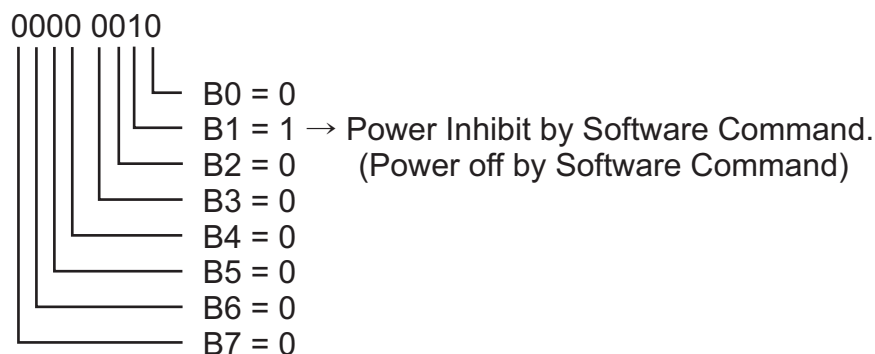 0000 0010
B0 = 0
B1 = 1 → Power Inhibit by Software Command.
B2 = 0 (Power off by Software Command)
B3 = 0
B4 = 0
B5 = 0
B6 = 0
B7 = 0